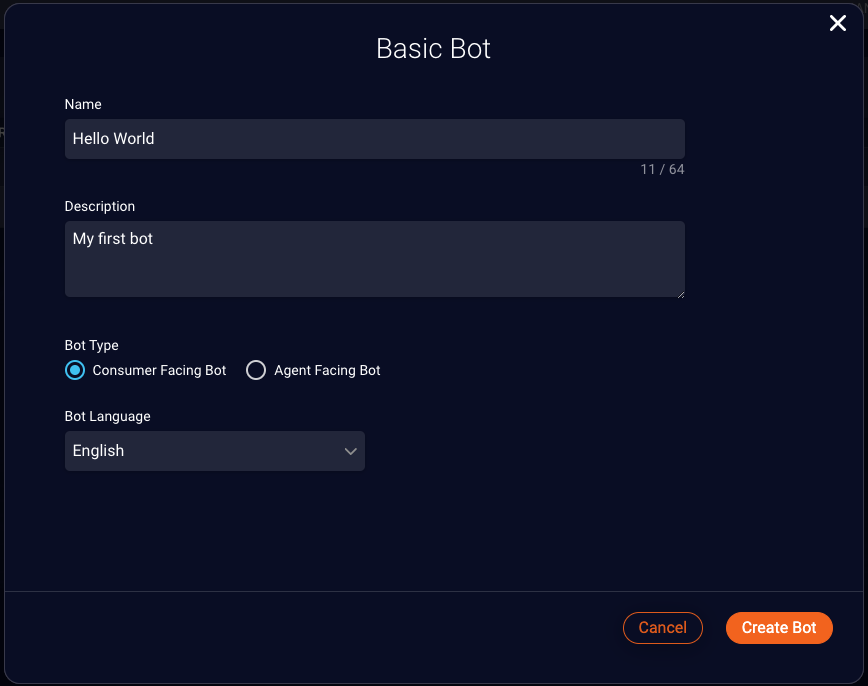 Basic Bot
Name
Hello World
11 / 64
Description
My first bot
Bot Type
Consumer Facing Bot Agent Facing Bot
Bot Language
English
Cancel Create Bot